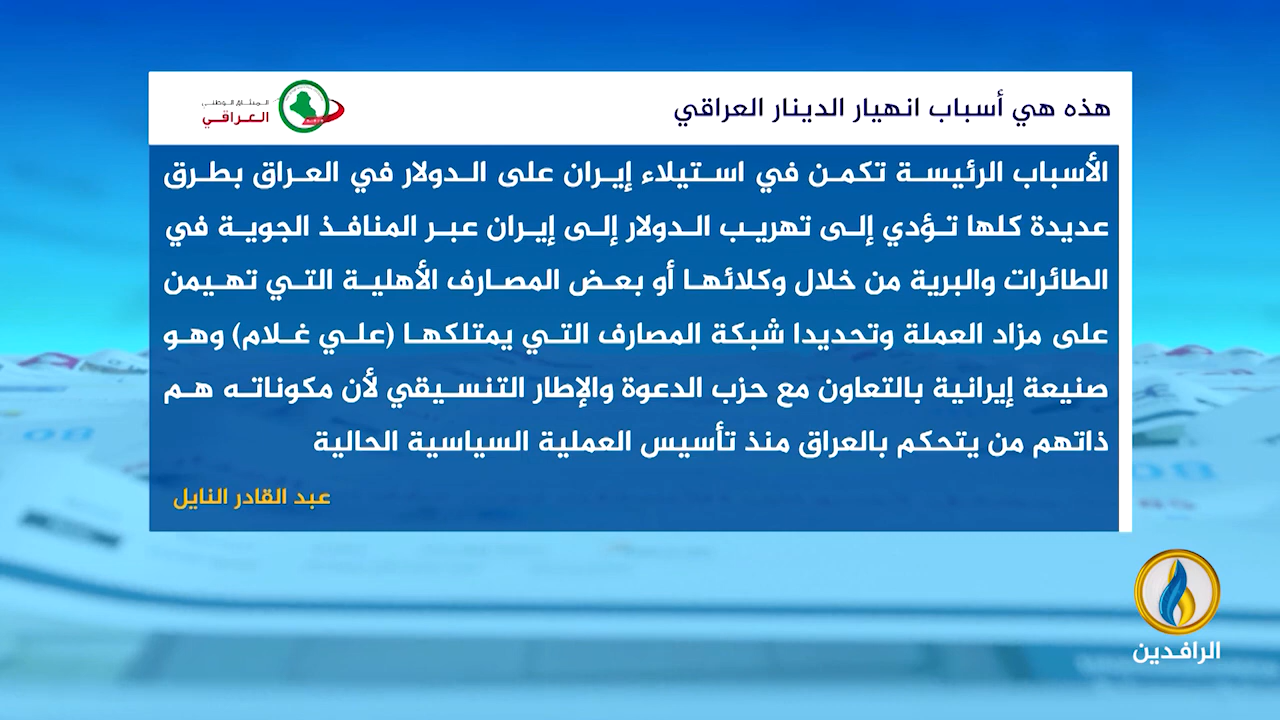 هذه هي أسباب انهيار الدينار العراقي
الميثاق الوطني
العراقي
الأسباب الرئيسة تكمن في استيلاء إيران على الدولار في العراق بطرق
عديدة كلها تؤدي إلى تهريب الدولار إلى إيران عبر المنافذ الجوية في
الطائرات والبرية من خلال وكلائها أو بعض المصارف الأهلية التي تهيمن
على مزاد العملة وتحديدا شبكة المصارف التي يمتلكها (علي غلام) وهو
صنيعة إيرانية بالتعاون مع حزب الدعوة والإطار التنسيقي لأن مكوناته هم
ذاتهم من يتحكم بالعراق منذ تأسيس العملية السياسية الحالية
عبد القادر النايل
الرافدين